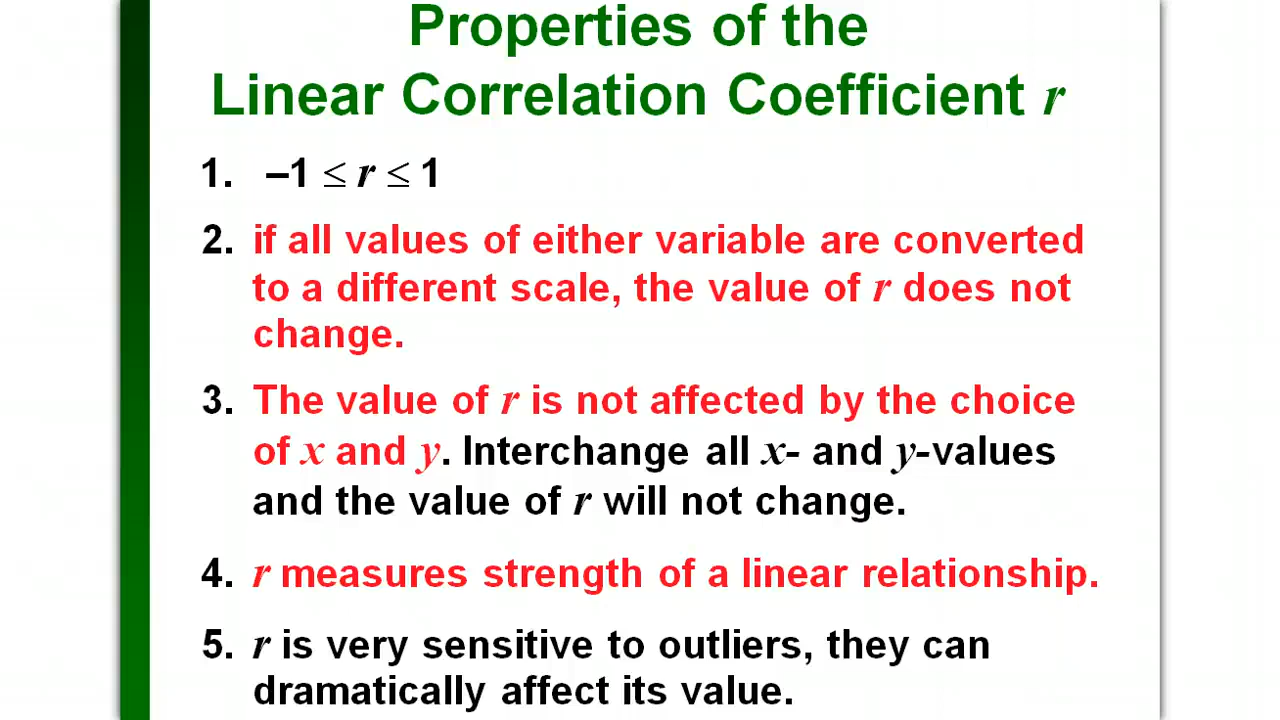 Properties of the
Linear Correlation Coefficient r
1. –1 ≤ r ≤ 1
2. if all values of either variable are converted
to a different scale, the value of r does not
change.
3. The value of r is not affected by the choice
of x and y. Interchange all x- and y-values
and the value of r will not change.
4. r measures strength of a linear relationship.
5. r is very sensitive to outliers, they can
dramatically affect its value.